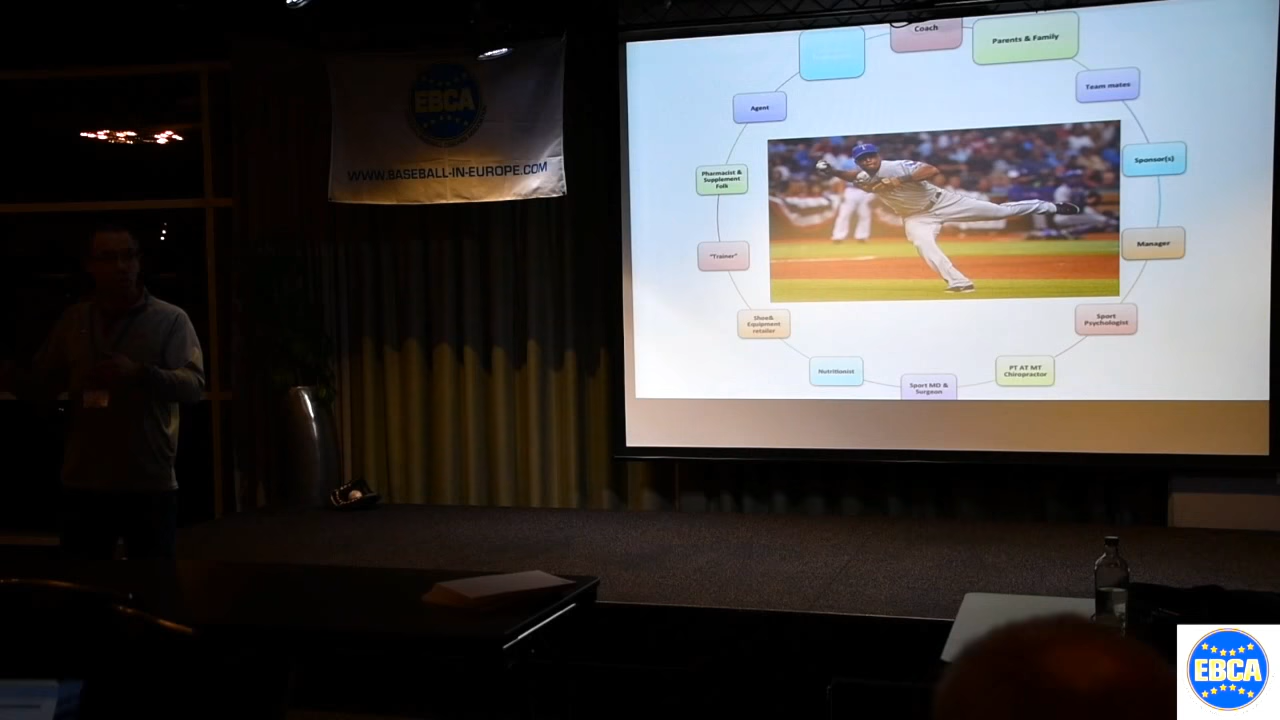 EBCA
WWW.BASEBALL-IN-EUROPE.COM
Coach
Parents & Family
Team mates
Sponsor(s)
Manager
Sport
Psychologist
PT AT MT
Chiropractor
Sport MD &
Surgeon
Nutritionist
Shoe&
Equipment
retailer
"Trainer"
Pharmacist &
Supplement
Folk
Agent
EBCA